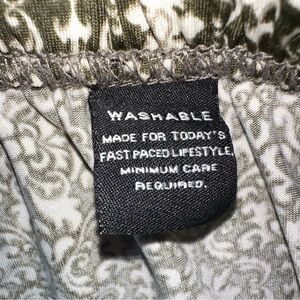 WASHABLE
MADE FOR TODAY'S
FAST PACED LIFESTYLE,
MINIMUM CARE
REQUIRED.